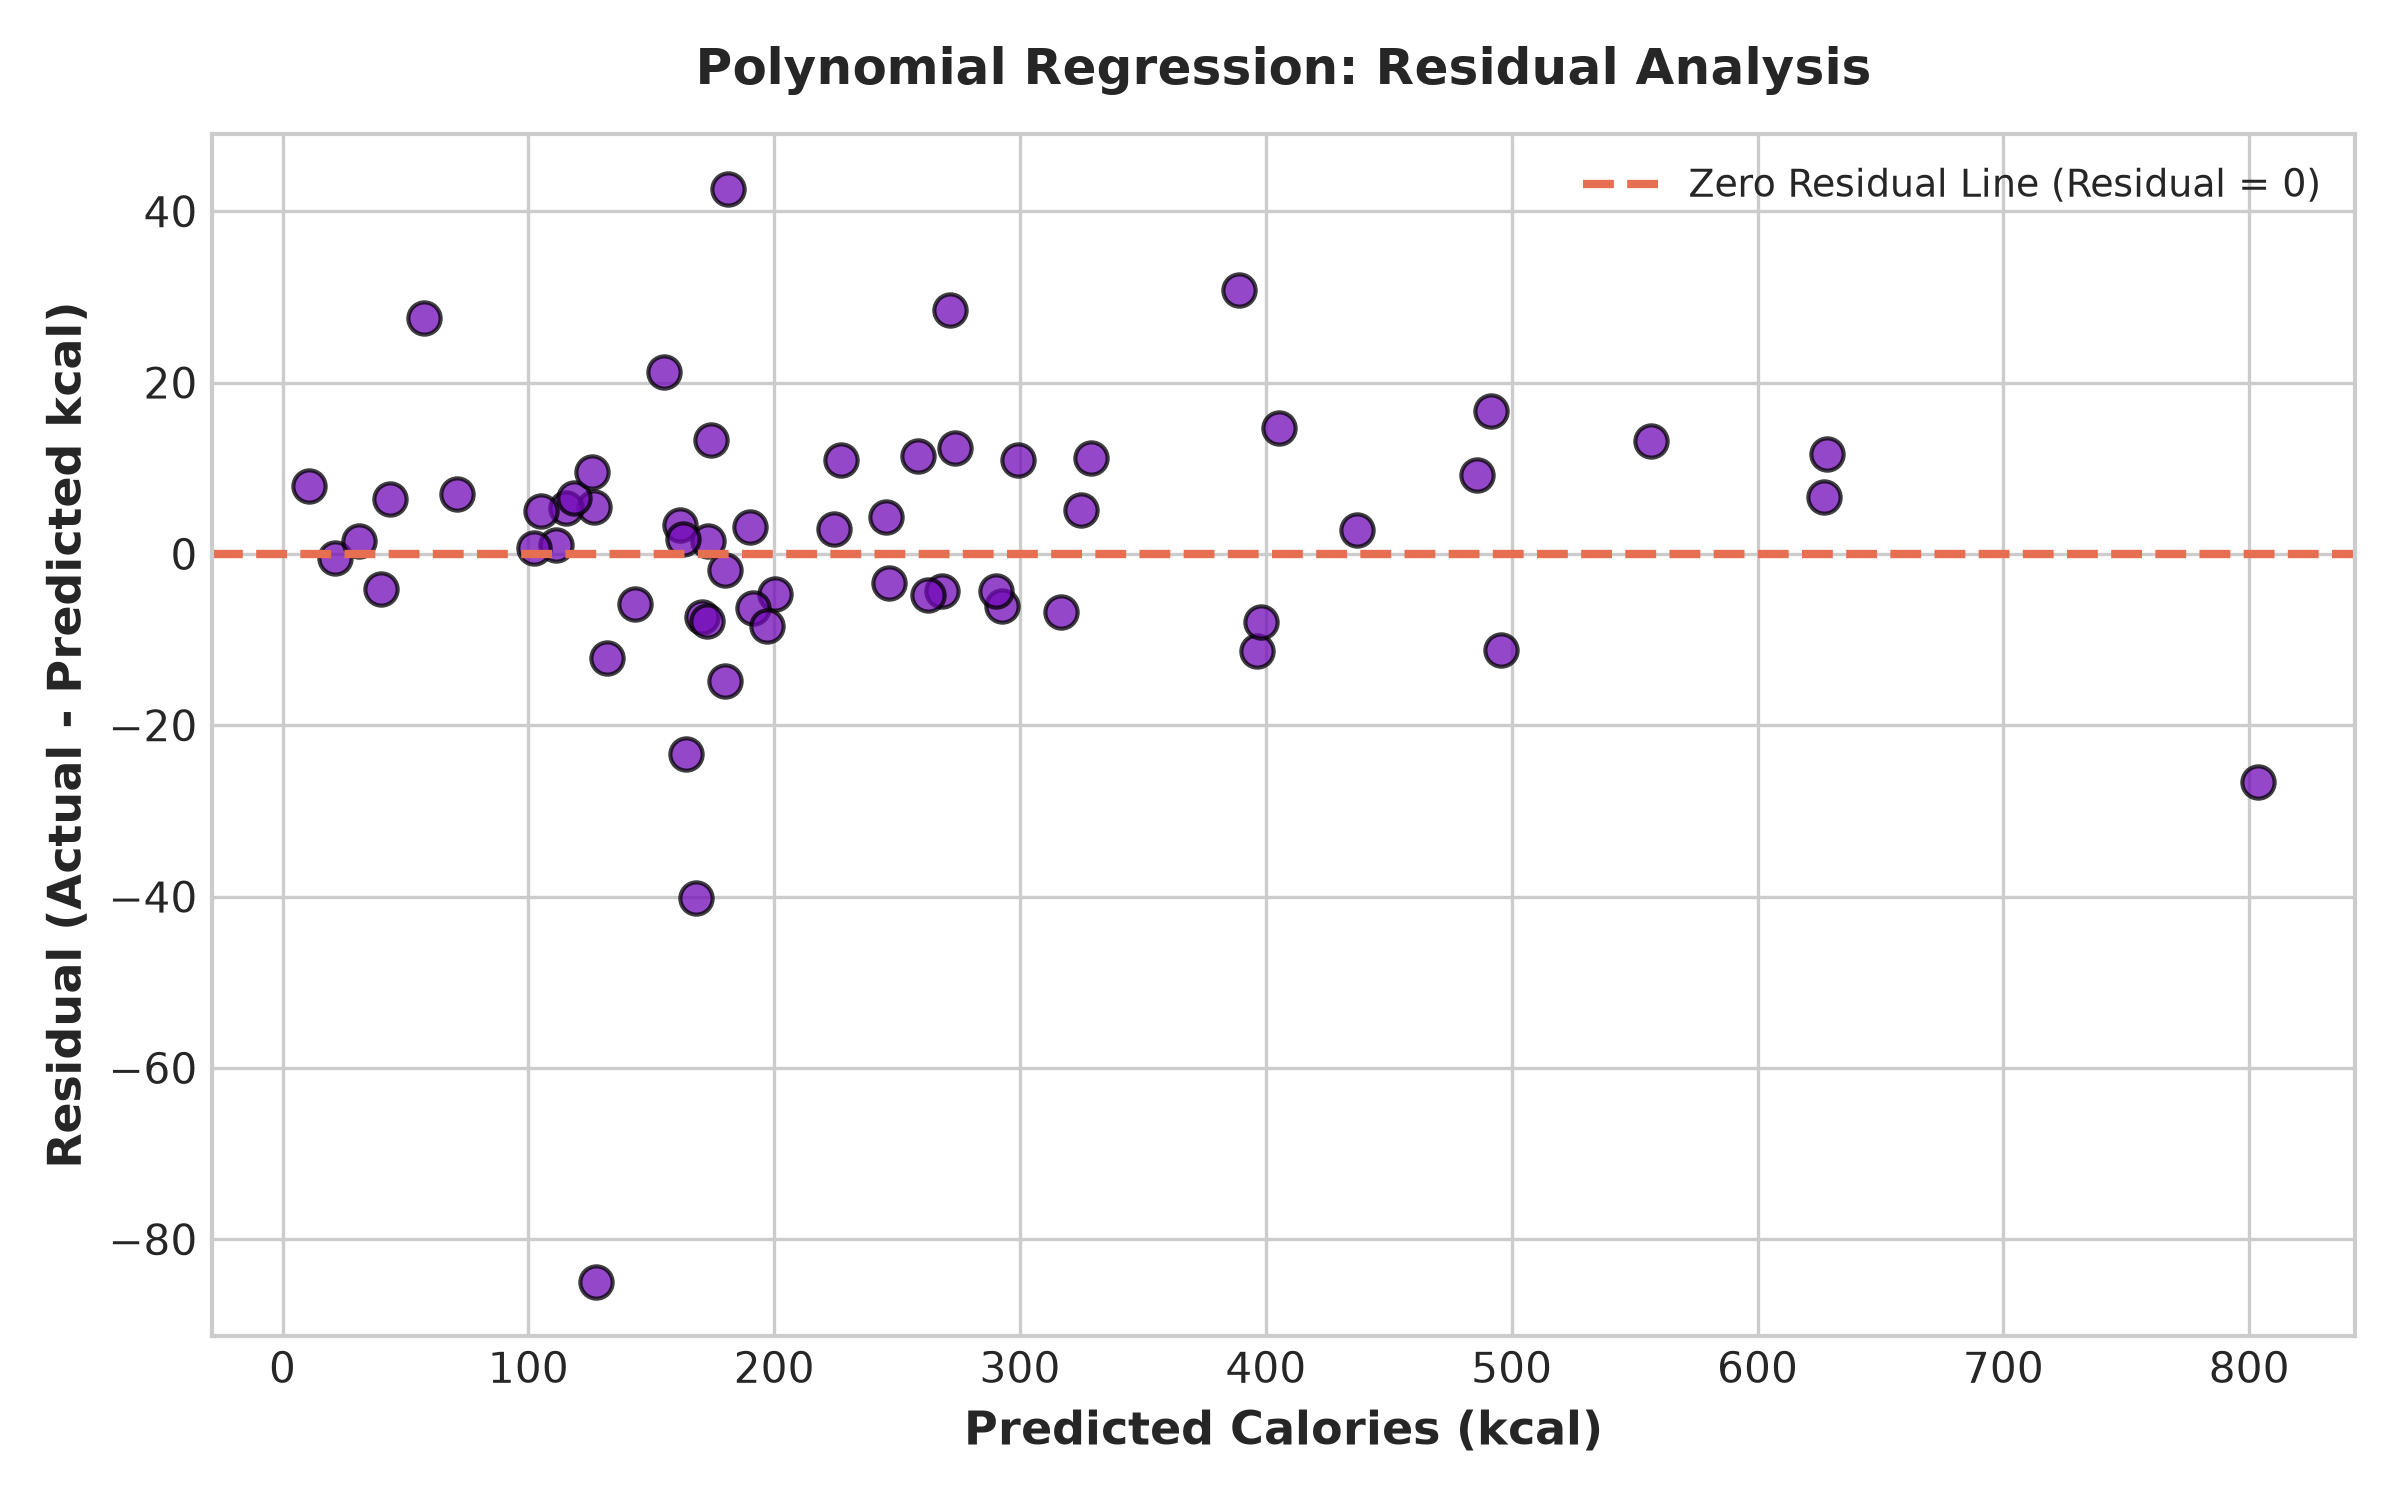 Polynomial Regression: Residual Analysis
Zero Residual Line (Residual = 0)
Residual (Actual - Predicted kcal)
40
20
0
−20
−40
−60
−80
0 100 200 300 400 500 600 700 800
Predicted Calories (kcal)